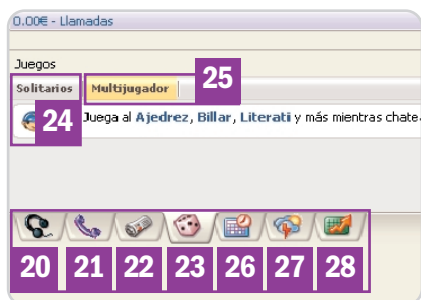 0.00€ - Llamadas
Juegos
Solitarios Multijugador 25
24 Juega al Ajedrez, Billar, Literati y más mientras chate
20 21 22 23 26 27 28